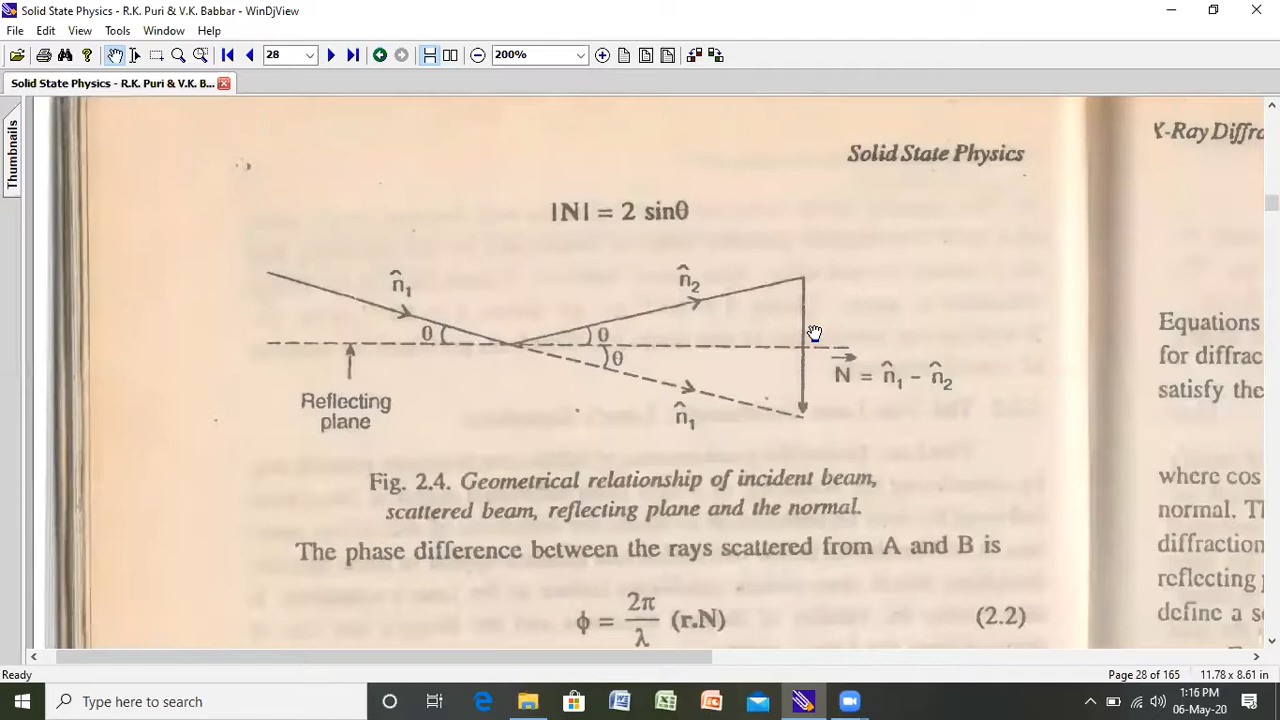 Solid State Physics - R.K. Puri & V.K. Babbar - WinDjView
File Edit View Tools Window Help
28
200%
Solid State Physics - R.K. Puri & V.K. B...
Thumbnails
Solid State Physics
X-Ray Diffra
|N| = 2 sinθ
n̂₁
n̂₂
θ
θ
θ
Reflecting
plane
n̂₁
N⃗ = n̂₁ - n̂₂
Equations
for diffrac
satisfy the
Fig. 2.4. Geometrical relationship of incident beam,
scattered beam, reflecting plane and the normal.
The phase difference between the rays scattered from A and B is
ϕ = 2π/λ (r.N) (2.2)
where cos
normal. T
diffraction
reflecting
define a s
Ready
Page 28 of 165
11.78 x 8.61 in
Type here to search
1:16 PM
06-May-20